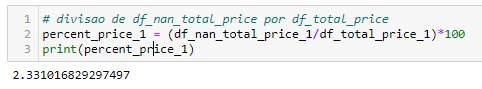 1 # divisao de df_nan_total_price por df_total_price
2 percent_price_1 = (df_nan_total_price_1/df_total_price_1)*100
3 print(percent_price_1)
2.331016829297497